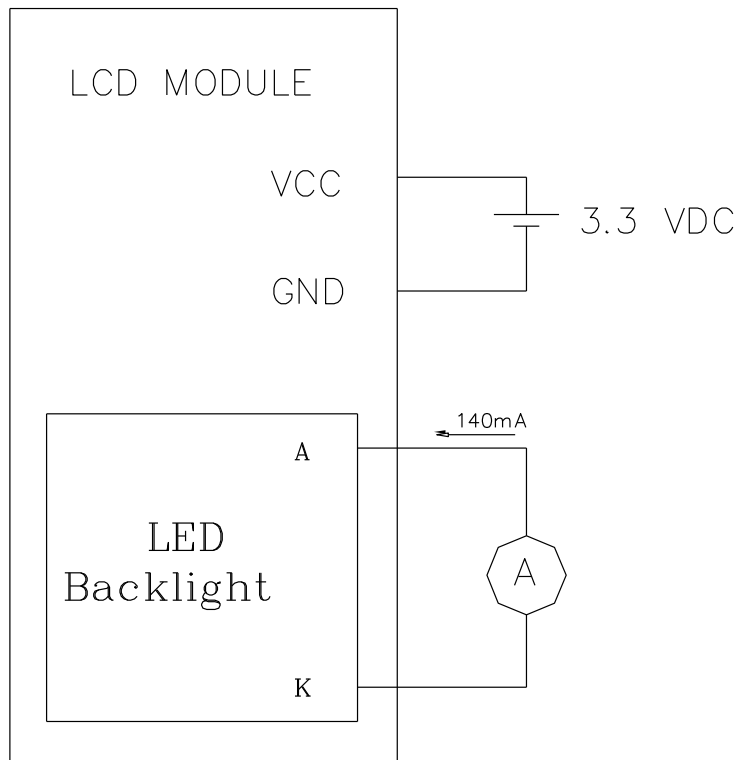 LCD MODULE
VCC
3.3 VDC
GND
140mA
A
LED
Backlight
A
K